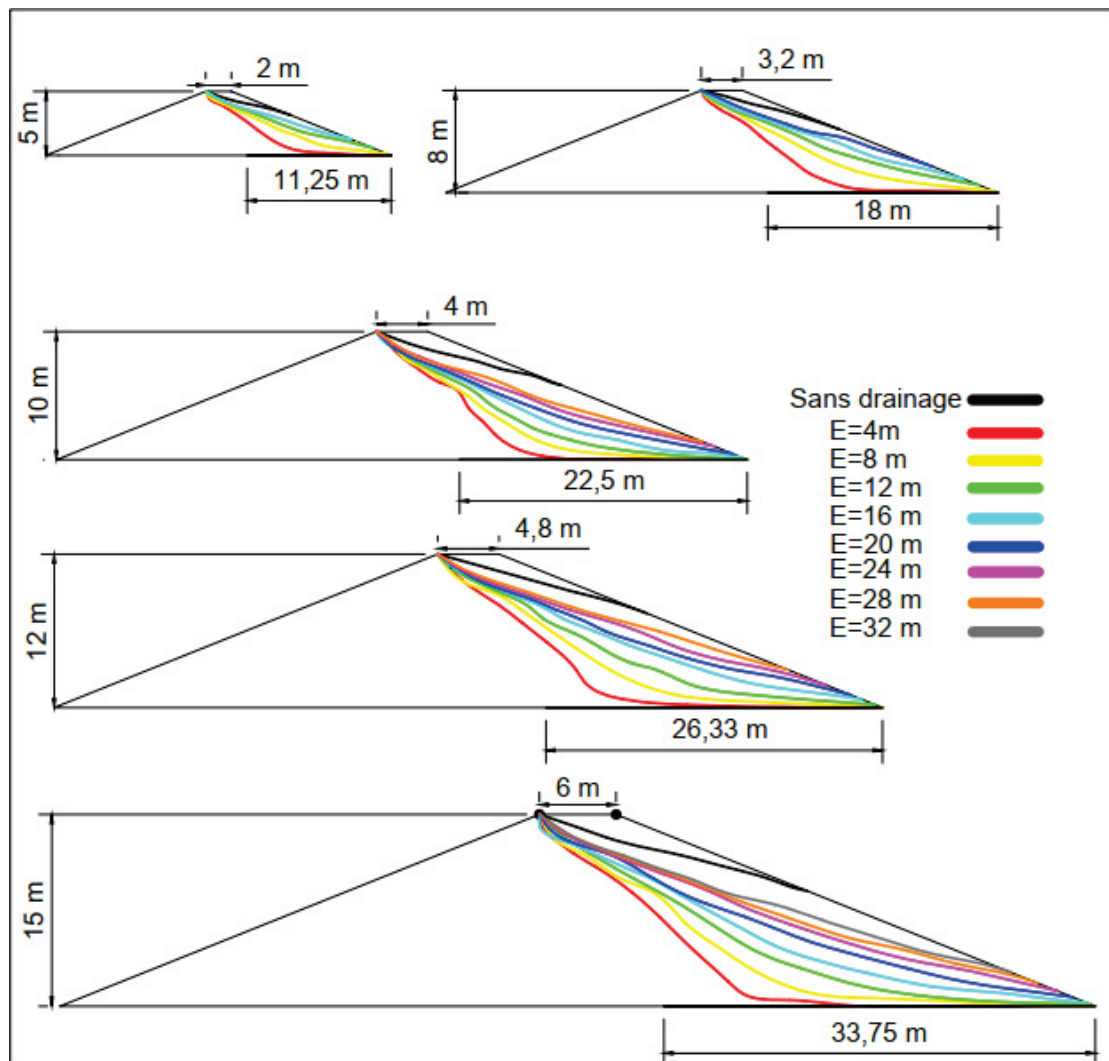 2 m
5 m
11,25 m
3,2 m
8 m
18 m
4 m
10 m
22,5 m
Sans drainage
E=4m
E=8 m
E=12 m
E=16 m
E=20 m
E=24 m
E=28 m
E=32 m
4,8 m
12 m
26,33 m
6 m
15 m
33,75 m